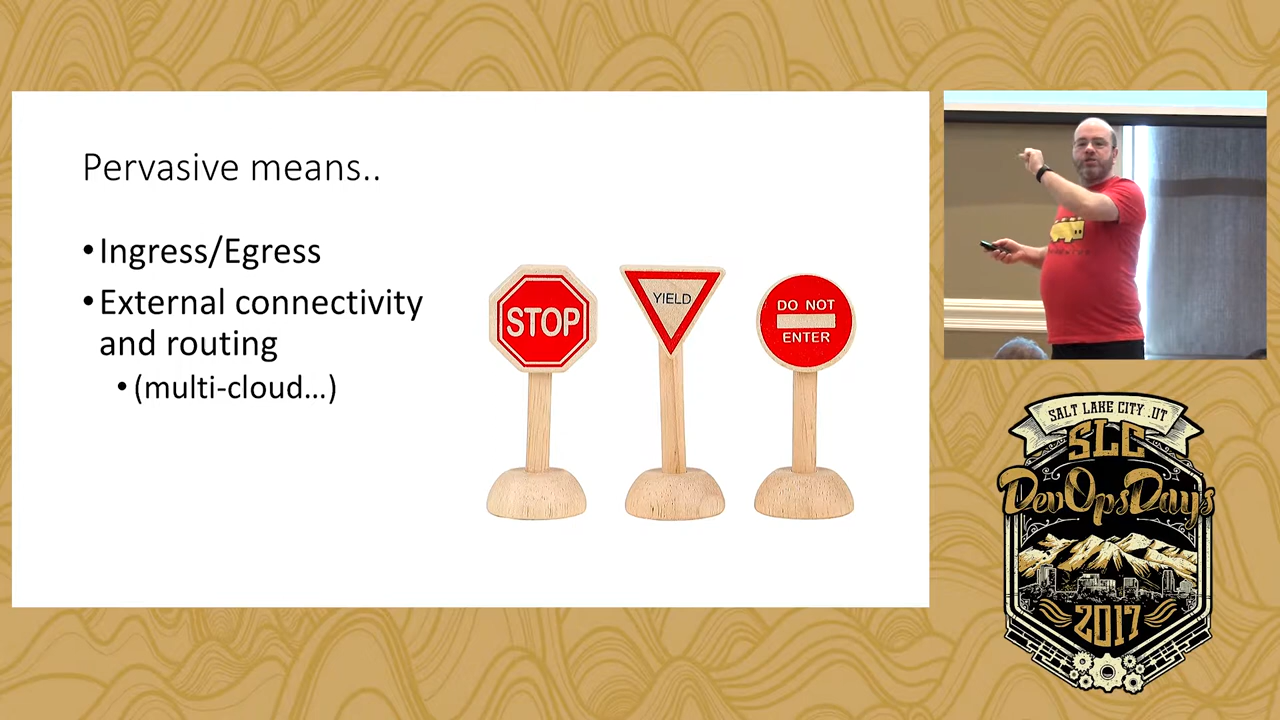 Pervasive means..
•Ingress/Egress
•External connectivity
and routing
•(multi-cloud...)
STOP
YIELD
DO NOT
ENTER
SALT LAKE CITY .UT
SLC
DevOpsDays
2017